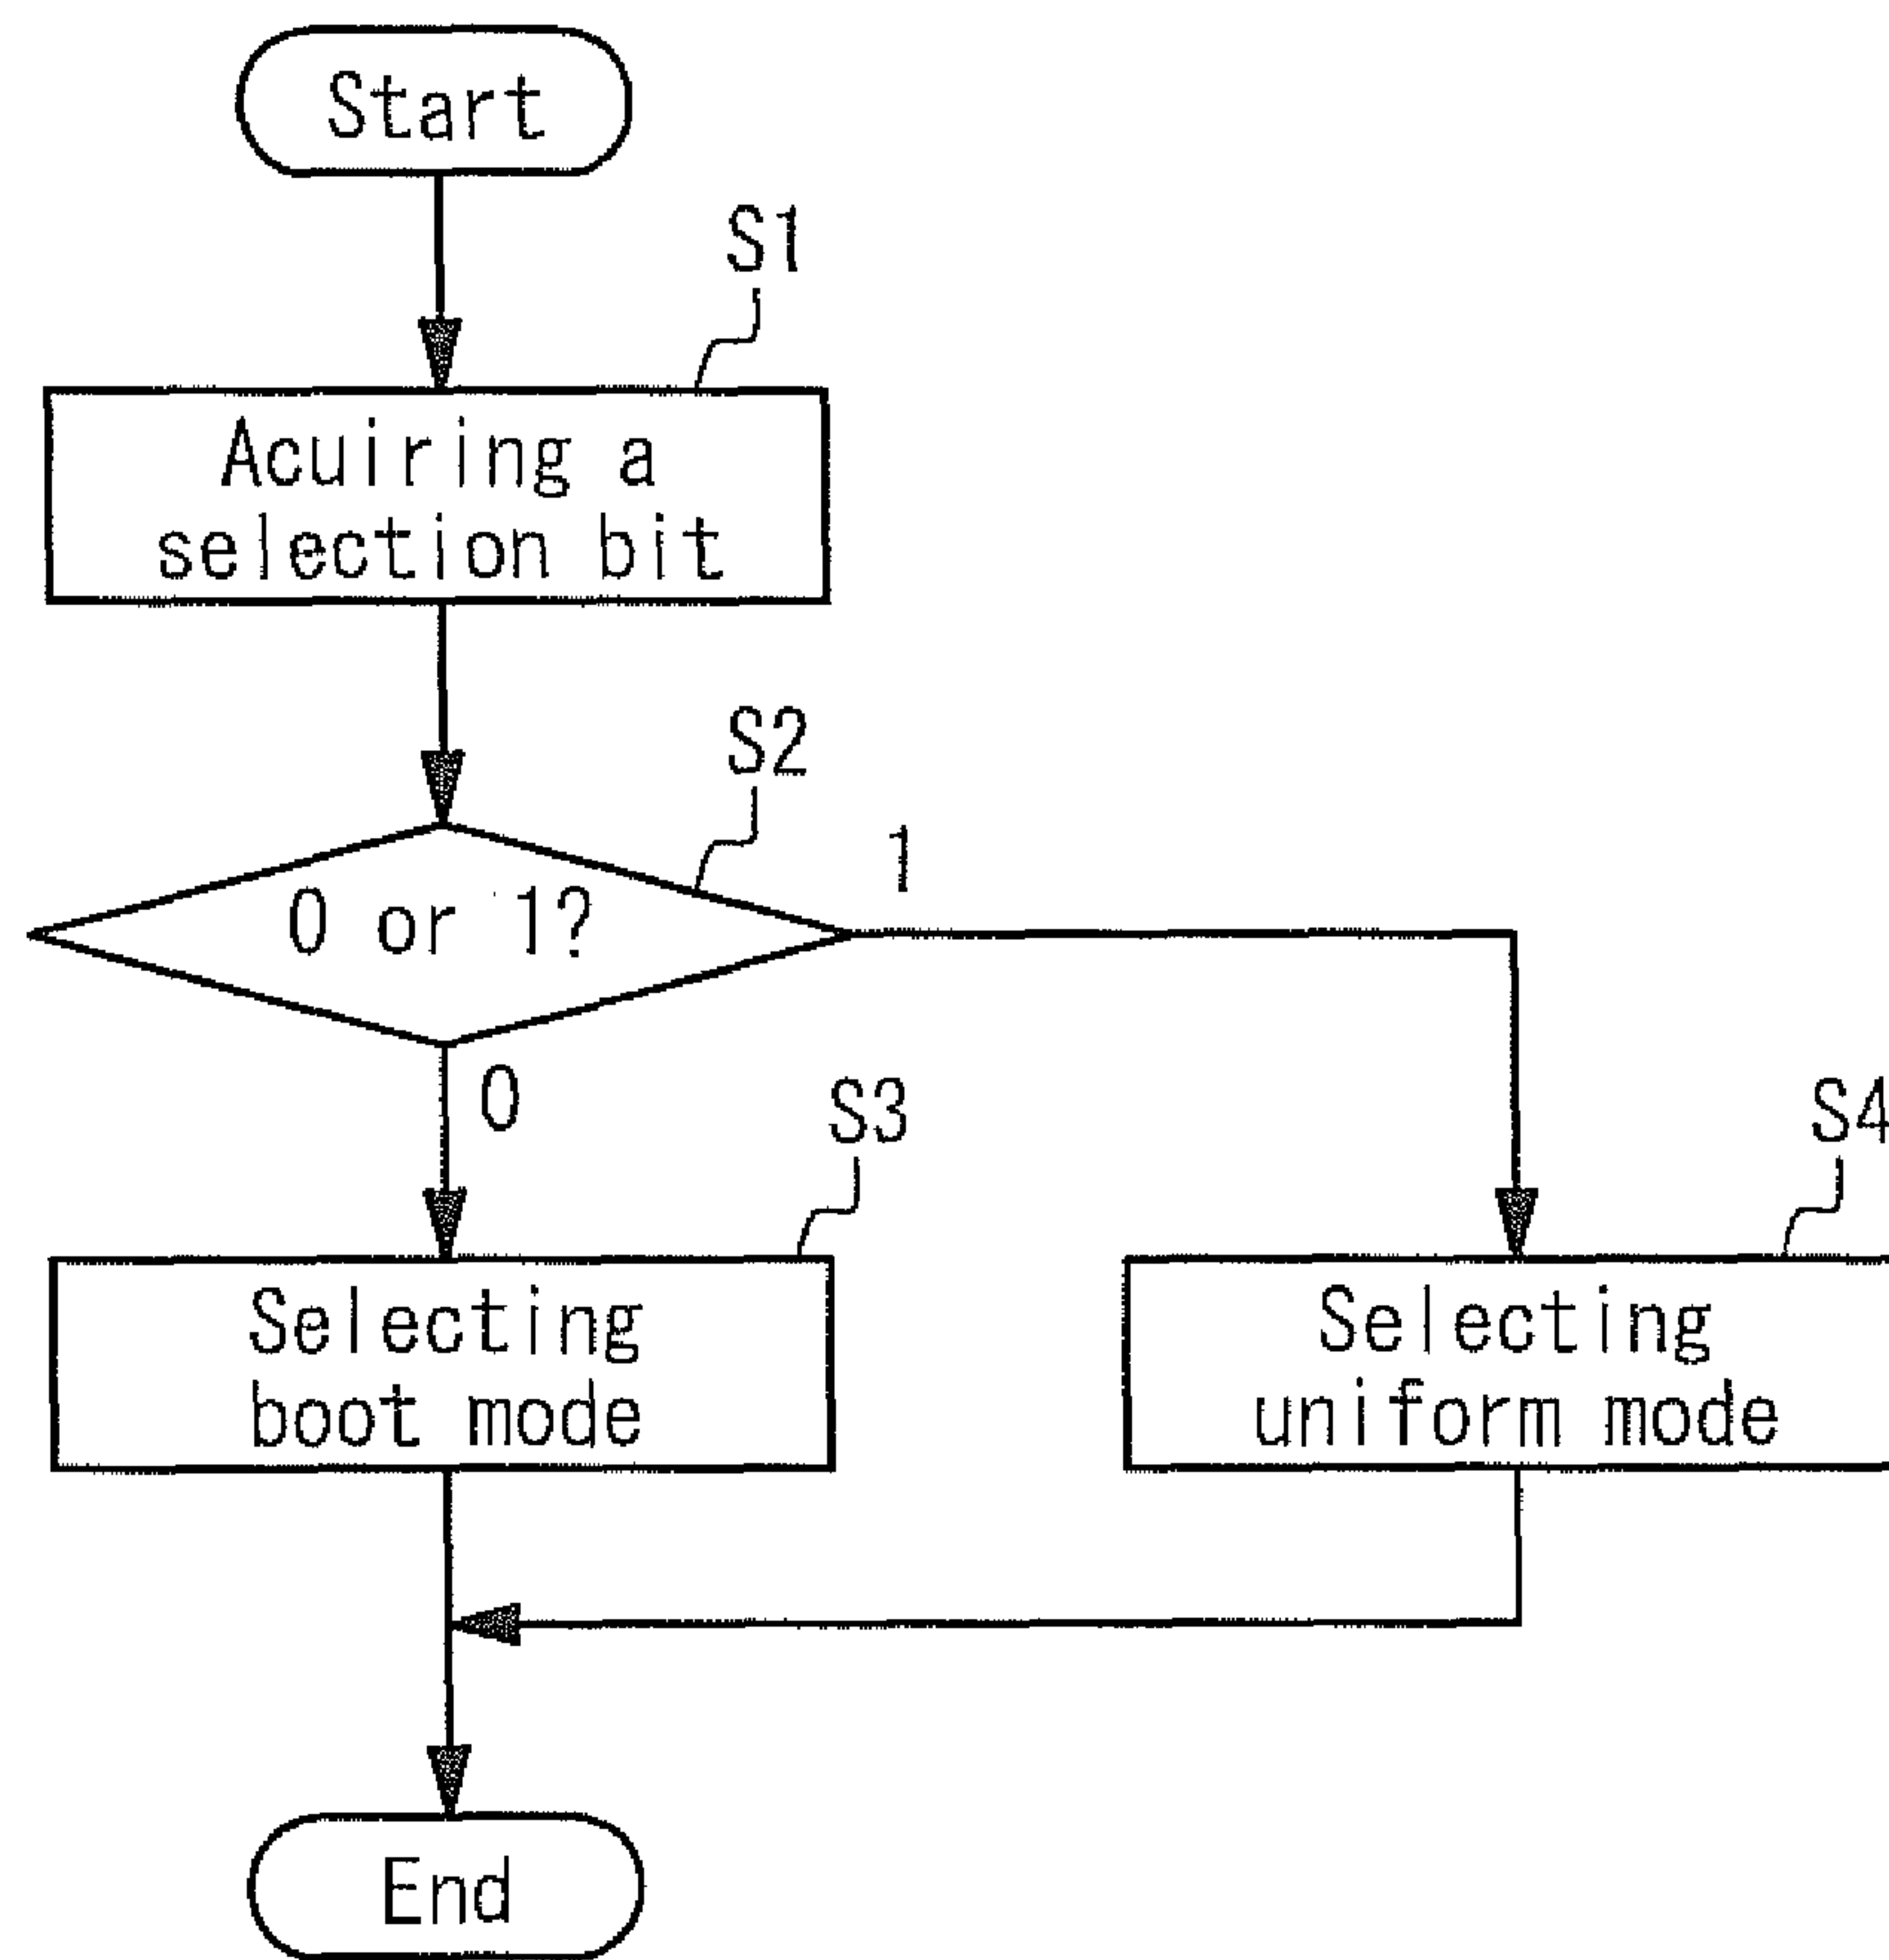 Start
S1
Acuiring a
selection bit
S2
0 or 1?
1
0
S3
S4
Selecting
boot mode
Selecting
uniform mode
End